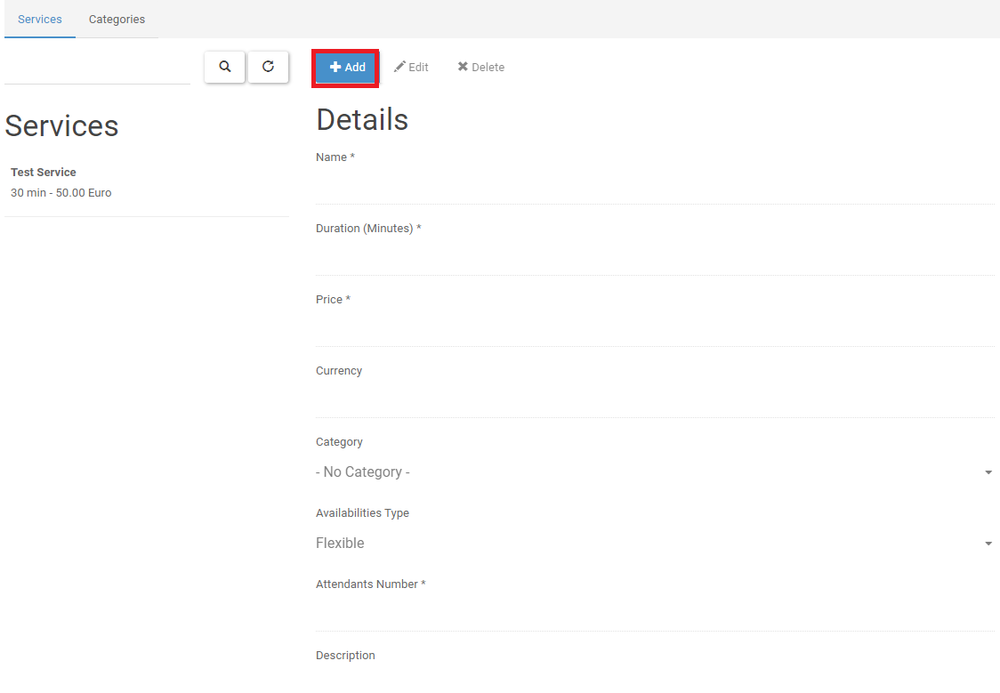 Services Categories
Add Edit Delete
Services
Test Service
30 min - 50.00 Euro
Details
Name *
Duration (Minutes) *
Price *
Currency
Category
- No Category -
Availabilities Type
Flexible
Attendants Number *
Description